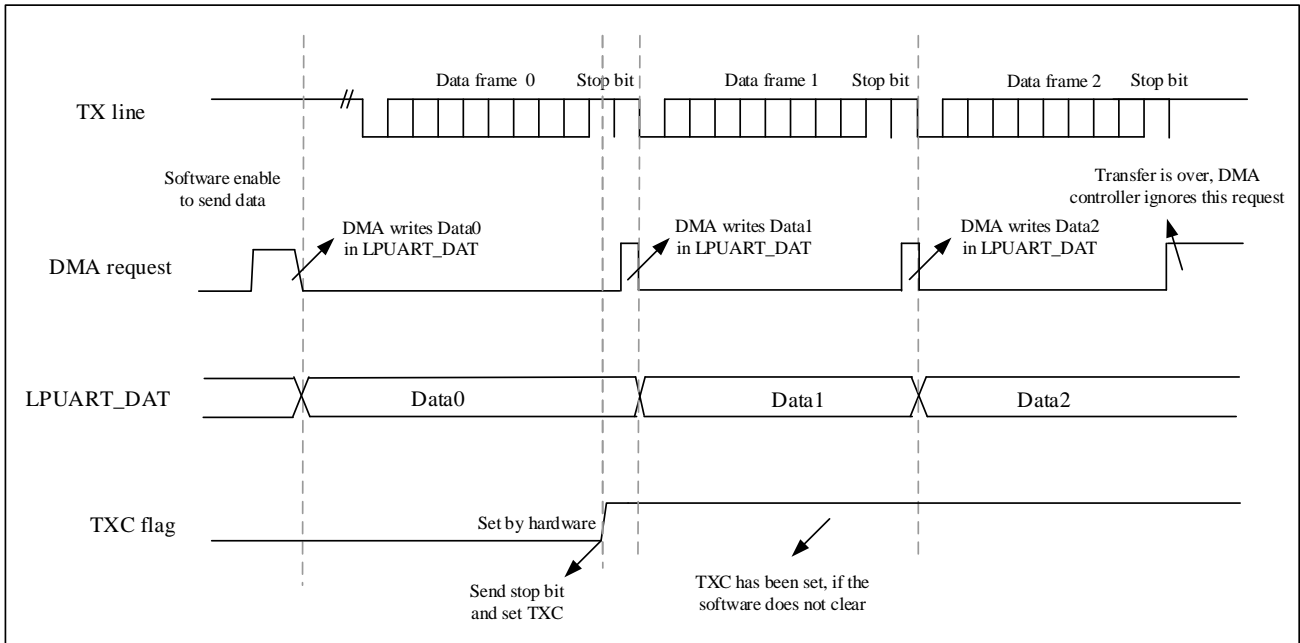 Data frame 0
Stop bit
Data frame 1
Stop bit
Data frame 2
Stop bit
TX line
Software enable
to send data
Transfer is over, DMA
controller ignores this request
DMA writes Data0
in LPUART_DAT
DMA writes Data1
in LPUART_DAT
DMA writes Data2
in LPUART_DAT
DMA request
LPUART_DAT
Data0
Data1
Data2
TXC flag
Set by hardware
Send stop bit
and set TXC
TXC has been set, if the
software does not clear